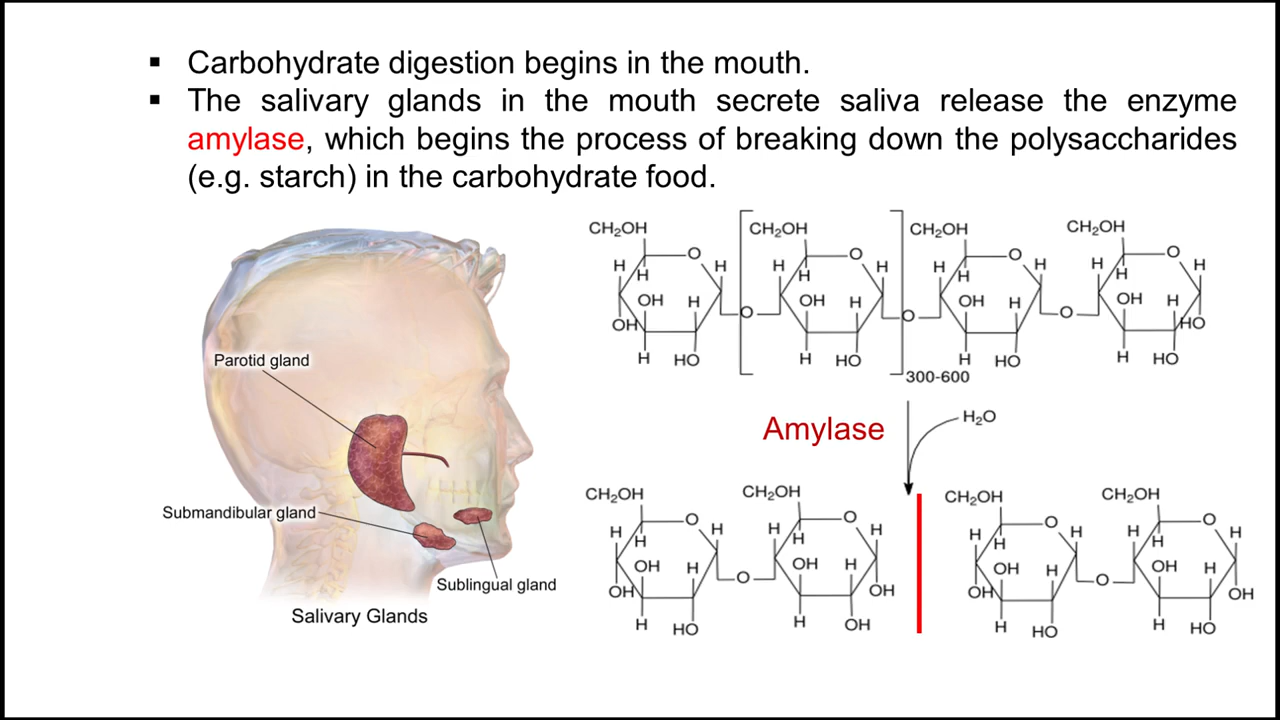 ▪ Carbohydrate digestion begins in the mouth.
▪ The salivary glands in the mouth secrete saliva release the enzyme
amylase, which begins the process of breaking down the polysaccharides
(e.g. starch) in the carbohydrate food.
Parotid gland
Submandibular gland
Sublingual gland
Salivary Glands
CH₂OH CH₂OH CH₂OH CH₂OH
O O O O
H H H H H H H H
H H H H
OH H OH H OH H OH H
O O O
OH HO
H HO H HO H HO H HO
300-600
Amylase
H₂O
CH₂OH CH₂OH CH₂OH CH₂OH
O O O O
H H H H H H H H
H H H H
OH H OH H OH H OH H
O O
OH OH OH OH
H HO H OH H HO H HO